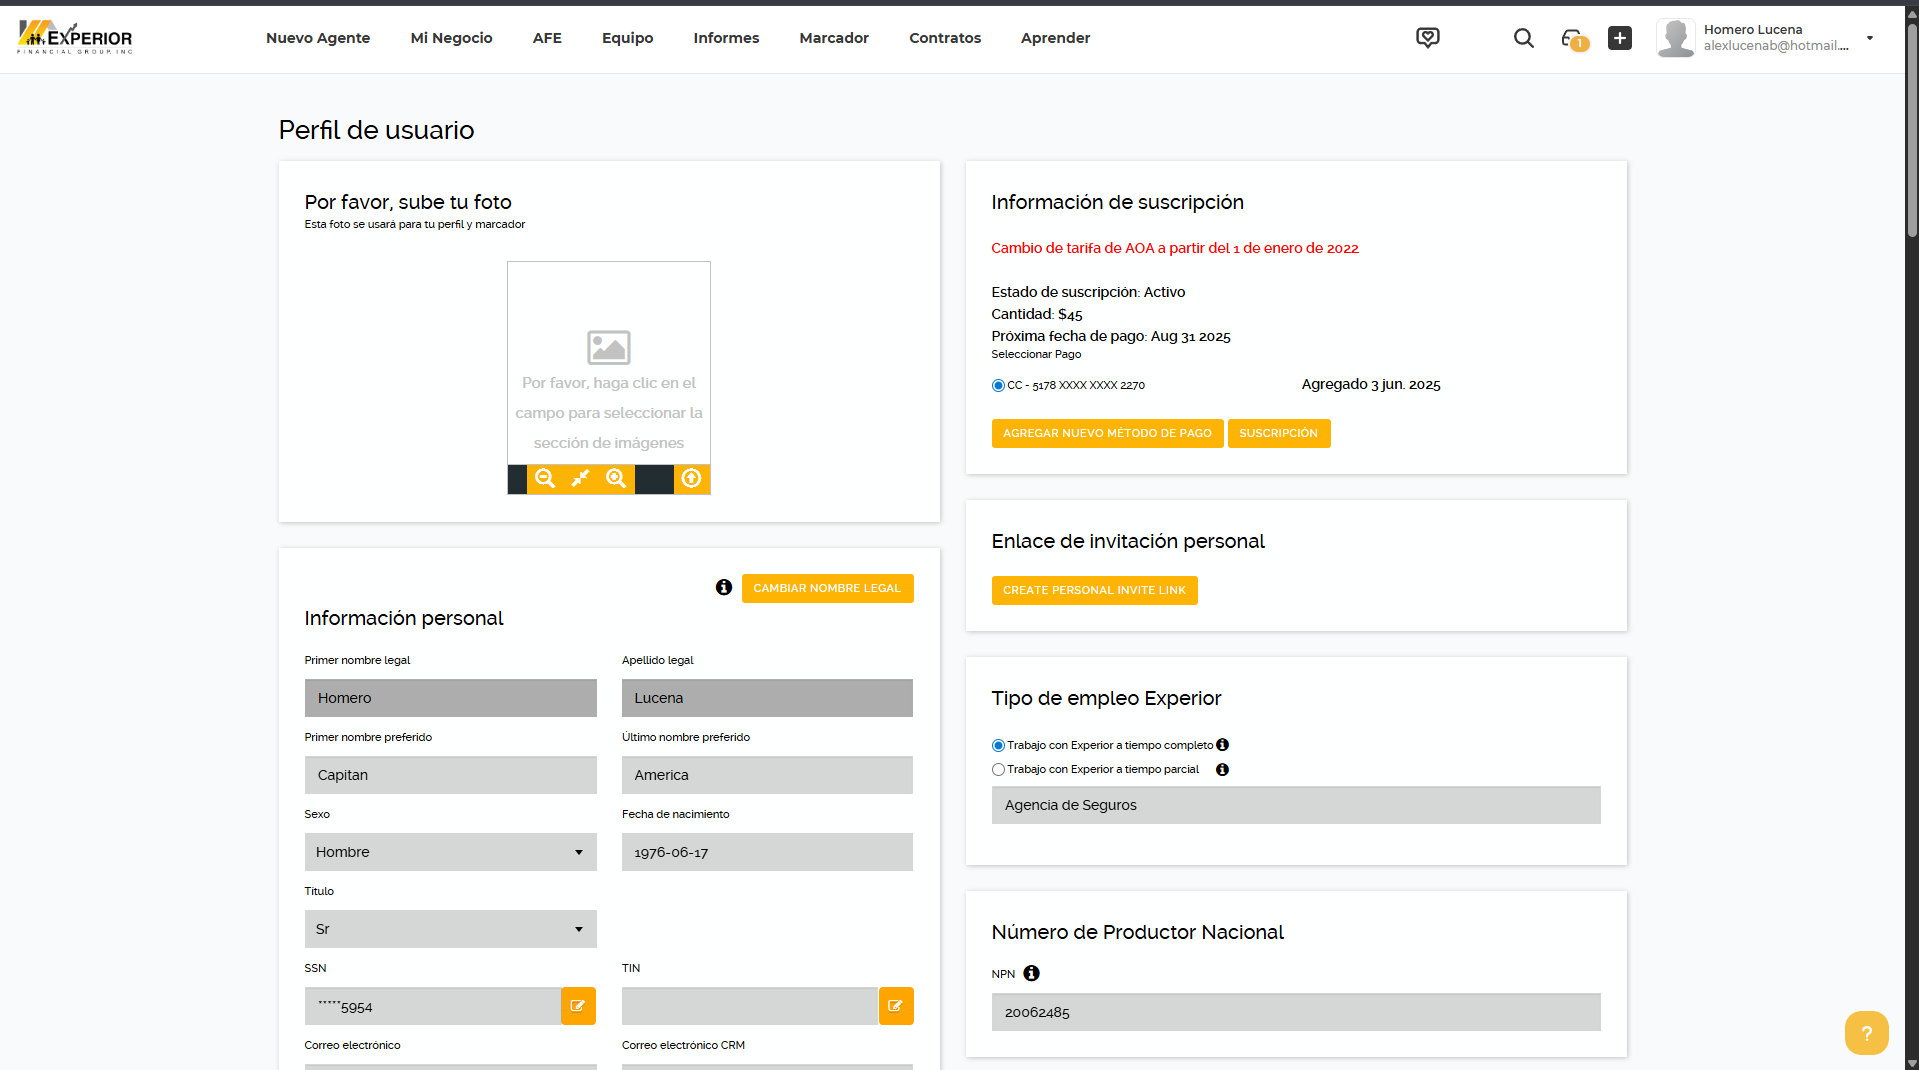 EXPERIOR
FINANCIAL GROUP, INC
Nuevo Agente
Mi Negocio
AFE
Equipo
Informes
Marcador
Contratos
Aprender
1
Homero Lucena
alexlucenab@hotmail....
Perfil de usuario
Por favor, sube tu foto
Esta foto se usará para tu perfil y marcador
Por favor, haga clic en el
campo para seleccionar la
sección de imágenes
CAMBIAR NOMBRE LEGAL
Información personal
Primer nombre legal
Apellido legal
Homero
Lucena
Primer nombre preferido
Último nombre preferido
Capitan
America
Sexo
Fecha de nacimiento
Hombre
1976-06-17
Título
Sr
SSN
TIN
*****5954
Correo electrónico
Correo electrónico CRM
Información de suscripción
Cambio de tarifa de AOA a partir del 1 de enero de 2022
Estado de suscripción: Activo
Cantidad: $45
Próxima fecha de pago: Aug 31 2025
Seleccionar Pago
CC - 5178 XXXX XXXX 2270
Agregado 3 jun. 2025
AGREGAR NUEVO MÉTODO DE PAGO
SUSCRIPCIÓN
Enlace de invitación personal
CREATE PERSONAL INVITE LINK
Tipo de empleo Experior
Trabajo con Experior a tiempo completo
Trabajo con Experior a tiempo parcial
Agencia de Seguros
Número de Productor Nacional
NPN
20062485
?